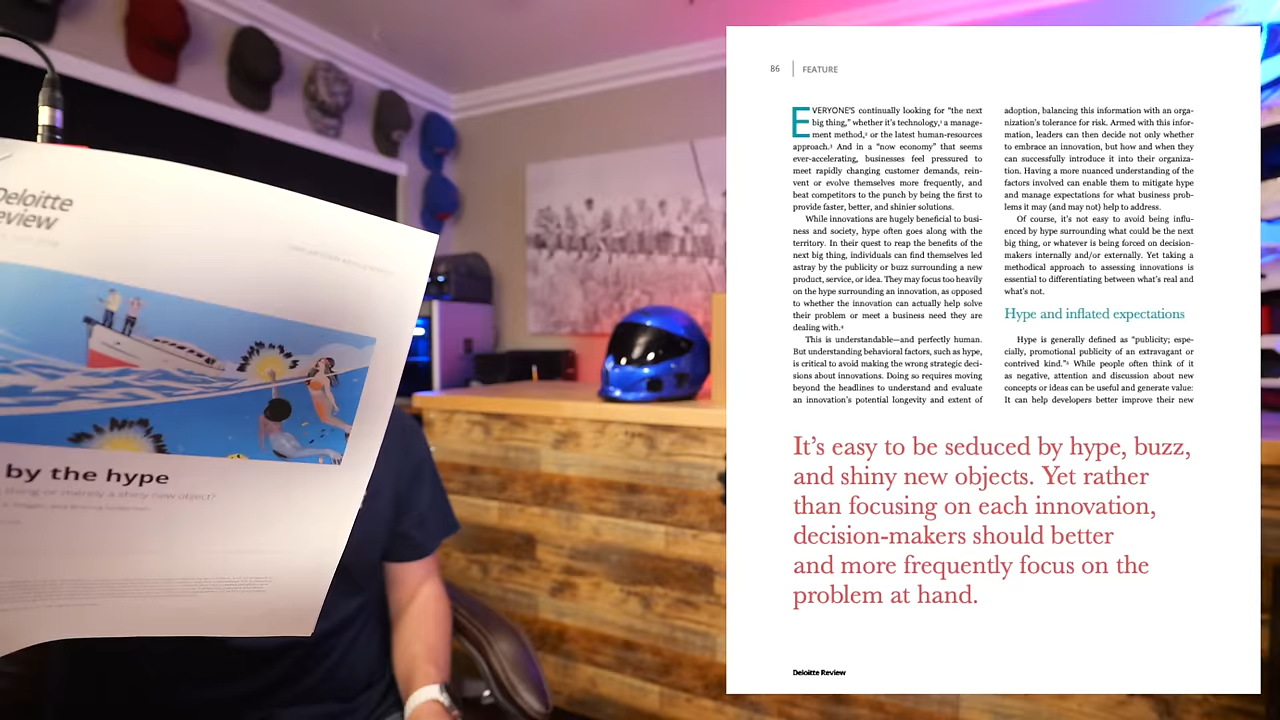 Deloitte
Review
by the hype
thing or merely a shiny new object?
86
FEATURE
EVERYONE'S continually looking for “the next
big thing,” whether it's technology,¹ a manage-
ment method,² or the latest human-resources
approach.³ And in a “now economy” that seems
ever-accelerating, businesses feel pressured to
meet rapidly changing customer demands, rein-
vent or evolve themselves more frequently, and
beat competitors to the punch by being the first to
provide faster, better, and shinier solutions.
While innovations are hugely beneficial to busi-
ness and society, hype often goes along with the
territory. In their quest to reap the benefits of the
next big thing, individuals can find themselves led
astray by the publicity or buzz surrounding a new
product, service, or idea. They may focus too heavily
on the hype surrounding an innovation, as opposed
to whether the innovation can actually help solve
their problem or meet a business need they are
dealing with.⁴
This is understandable—and perfectly human.
But understanding behavioral factors, such as hype,
is critical to avoid making the wrong strategic deci-
sions about innovations. Doing so requires moving
beyond the headlines to understand and evaluate
an innovation's potential longevity and extent of
adoption, balancing this information with an orga-
nization's tolerance for risk. Armed with this infor-
mation, leaders can then decide not only whether
to embrace an innovation, but how and when they
can successfully introduce it into their organiza-
tion. Having a more nuanced understanding of the
factors involved can enable them to mitigate hype
and manage expectations for what business prob-
lems it may (and may not) help to address.
Of course, it's not easy to avoid being influ-
enced by hype surrounding what could be the next
big thing, or whatever is being forced on decision-
makers internally and/or externally. Yet taking a
methodical approach to assessing innovations is
essential to differentiating between what's real and
what's not.
Hype and inflated expectations
Hype is generally defined as “publicity; espe-
cially, promotional publicity of an extravagant or
contrived kind.”⁵ While people often think of it
as negative, attention and discussion about new
concepts or ideas can be useful and generate value:
It can help developers better improve their new
It's easy to be seduced by hype, buzz,
and shiny new objects. Yet rather
than focusing on each innovation,
decision-makers should better
and more frequently focus on the
problem at hand.
Deloitte Review